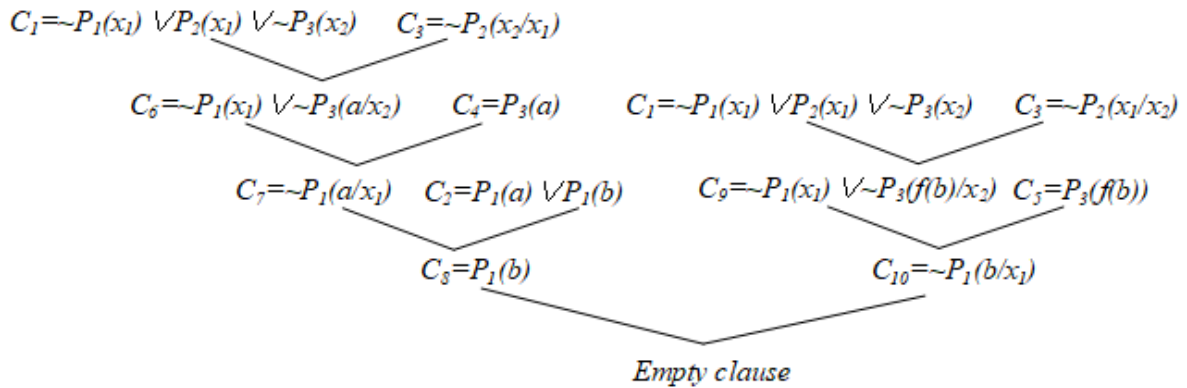 C₁=~P₁(x₁) ∨P₂(x₁) ∨~P₃(x₂) C₃=~P₂(x₂/x₁)
C₆=~P₁(x₁) ∨~P₃(a/x₂) C₄=P₃(a) C₁=~P₁(x₁) ∨P₂(x₁) ∨~P₃(x₂) C₃=~P₂(x₁/x₂)
C₇=~P₁(a/x₁) C₂=P₁(a) ∨P₁(b) C₉=~P₁(x₁) ∨~P₃(f(b)/x₂) C₅=P₃(f(b))
C₈=P₁(b) C₁₀=~P₁(b/x₁)
Empty clause